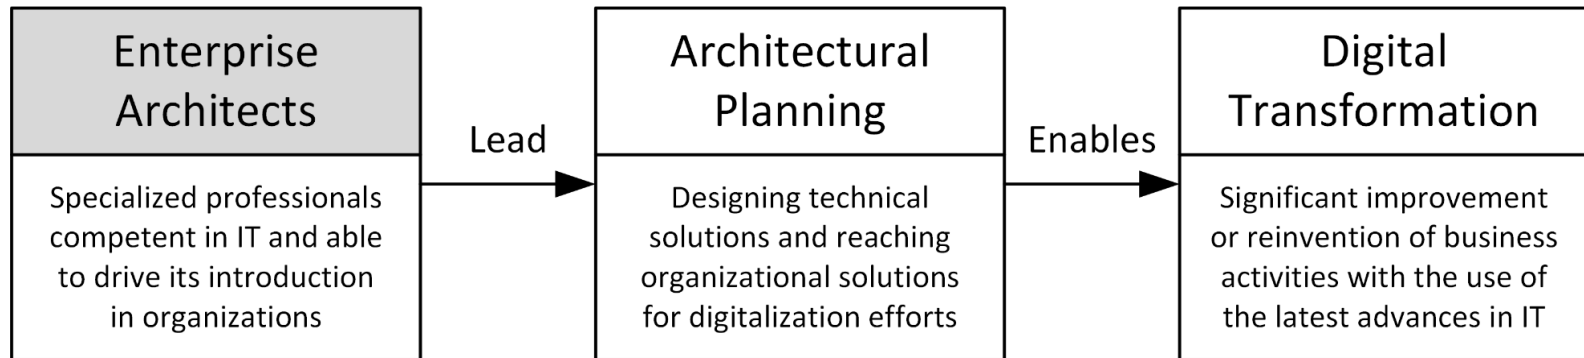 Enterprise
Architects
Specialized professionals
competent in IT and able
to drive its introduction
in organizations
Lead
Architectural
Planning
Designing technical
solutions and reaching
organizational solutions
for digitalization efforts
Enables
Digital
Transformation
Significant improvement
or reinvention of business
activities with the use of
the latest advances in IT